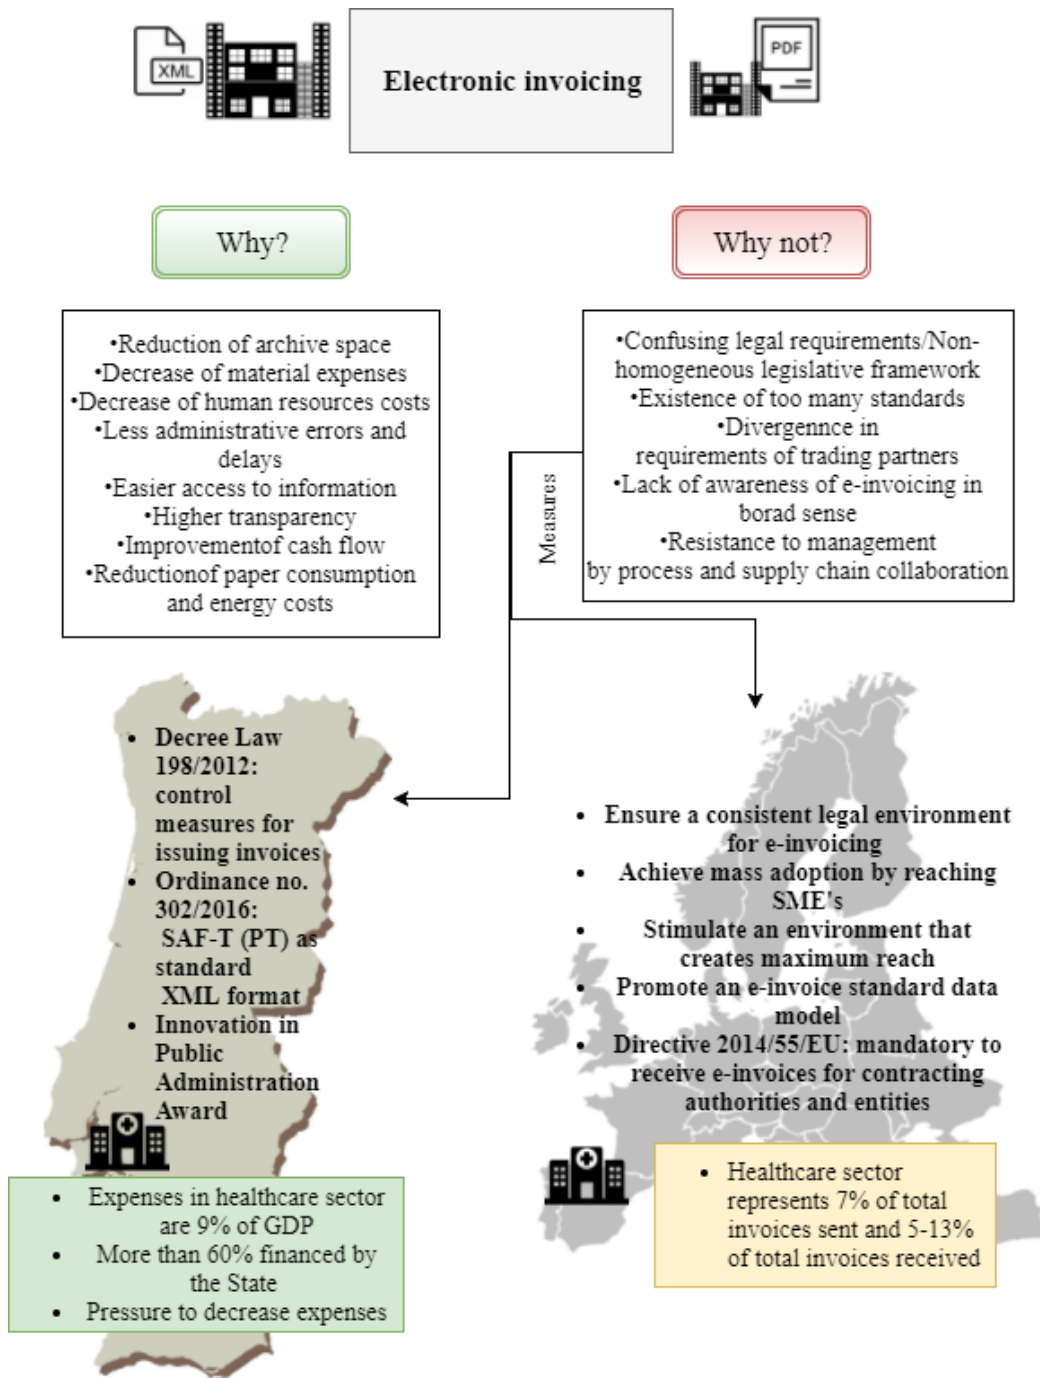 XML
Electronic invoicing
PDF
Why?
Why not?
•Reduction of archive space
•Decrease of material expenses
•Decrease of human resources costs
•Less administrative errors and
delays
•Easier access to information
•Higher transparency
•Improvementof cash flow
•Reductionof paper consumption
and energy costs
•Confusing legal requirements/Non-
homogeneous legislative framework
•Existence of too many standards
•Divergennce in
requirements of trading partners
•Lack of awareness of e-invoicing in
borad sense
•Resistance to management
by process and supply chain collaboration
Measures
• Decree Law
198/2012:
control
measures for
issuing invoices
• Ordinance no.
302/2016:
SAF-T (PT) as
standard
XML format
• Innovation in
Public
Administration
Award
• Expenses in healthcare sector
are 9% of GDP
• More than 60% financed by
the State
• Pressure to decrease expenses
• Ensure a consistent legal environment
for e-invoicing
• Achieve mass adoption by reaching
SME's
• Stimulate an environment that
creates maximum reach
• Promote an e-invoice standard data
model
• Directive 2014/55/EU: mandatory to
receive e-invoices for contracting
authorities and entities
• Healthcare sector
represents 7% of total
invoices sent and 5-13%
of total invoices received